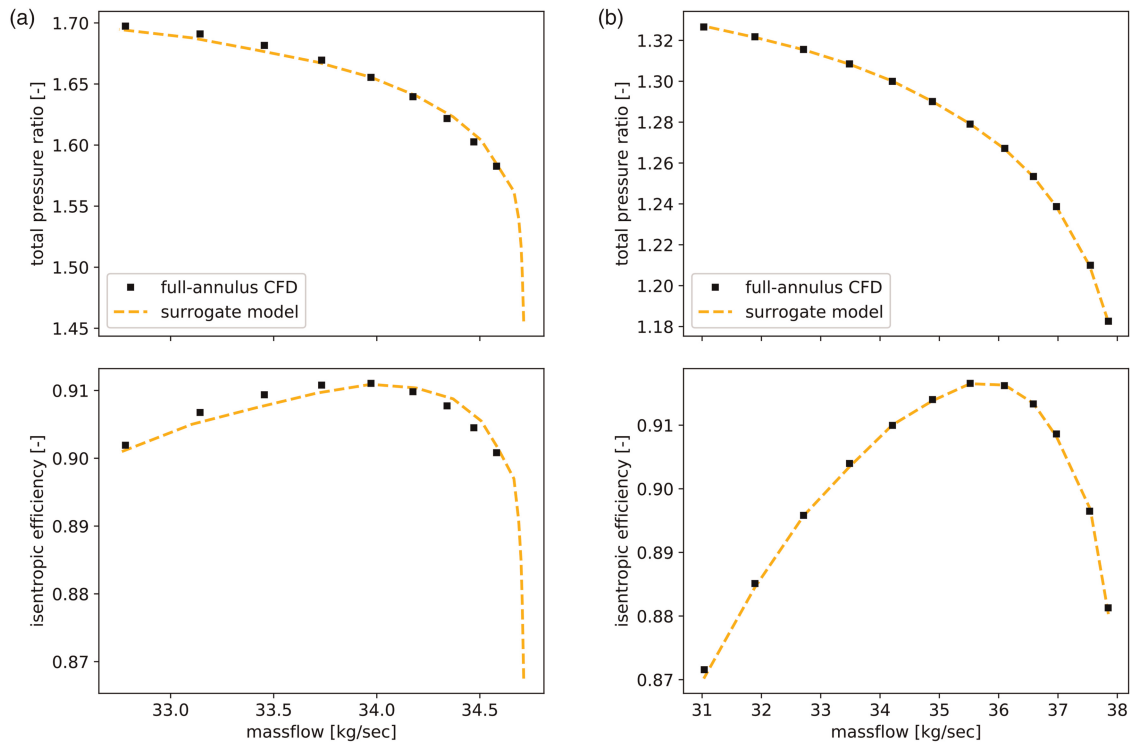 (a)
1.70
1.65
1.60
1.55
1.50
1.45
total pressure ratio [-]
full-annulus CFD
surrogate model
0.91
0.90
0.89
0.88
0.87
isentropic efficiency [-]
33.0 33.5 34.0 34.5
massflow [kg/sec]
(b)
1.32
1.30
1.28
1.26
1.24
1.22
1.20
1.18
total pressure ratio [-]
full-annulus CFD
surrogate model
0.91
0.90
0.89
0.88
0.87
isentropic efficiency [-]
31 32 33 34 35 36 37 38
massflow [kg/sec]